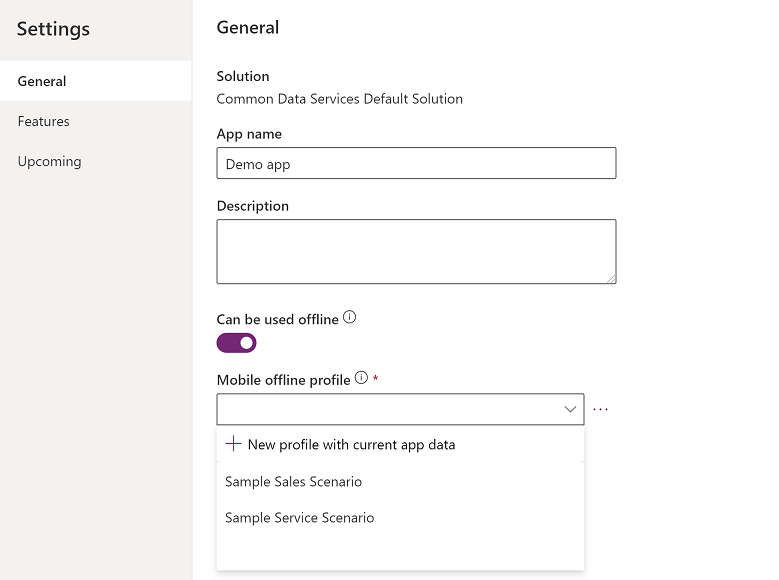 Settings
General
Features
Upcoming
General
Solution
Common Data Services Default Solution
App name
Demo app
Description
Can be used offline
Mobile offline profile *
New profile with current app data
Sample Sales Scenario
Sample Service Scenario